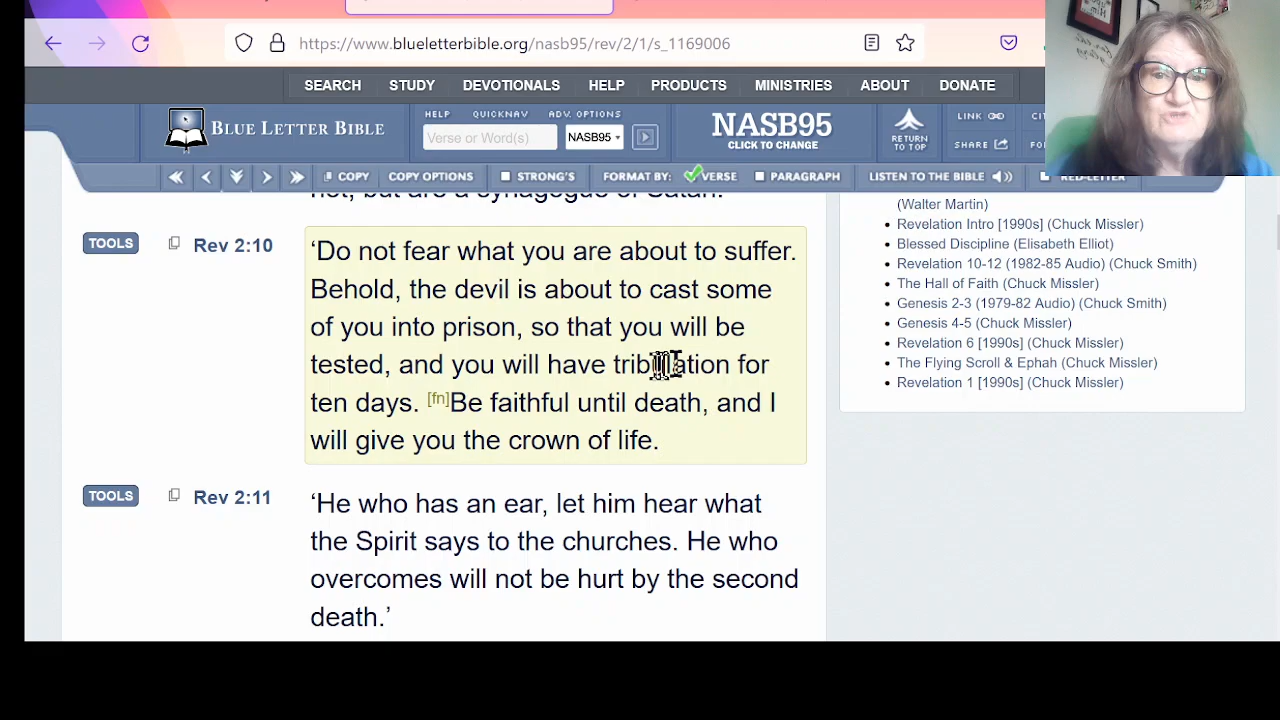 https://www.blueletterbible.org/nasb95/rev/2/1/s_1169006
SEARCH STUDY DEVOTIONALS HELP PRODUCTS MINISTRIES ABOUT DONATE
BLUE LETTER BIBLE
HELP QUICKNAV ADV. OPTIONS
Verse or Word(s) NASB95
NASB95
CLICK TO CHANGE
RETURN
TO TOP
LINK
SHARE
COPY COPY OPTIONS STRONG'S FORMAT BY: VERSE PARAGRAPH LISTEN TO THE BIBLE RED-LETTER
not, but are a synagogue of Satan.
TOOLS Rev 2:10
‘Do not fear what you are about to suffer.
Behold, the devil is about to cast some
of you into prison, so that you will be
tested, and you will have tribulation for
ten days. [fn]Be faithful until death, and I
will give you the crown of life.
TOOLS Rev 2:11
‘He who has an ear, let him hear what
the Spirit says to the churches. He who
overcomes will not be hurt by the second
death.’
(Walter Martin)
Revelation Intro [1990s] (Chuck Missler)
Blessed Discipline (Elisabeth Elliot)
Revelation 10-12 (1982-85 Audio) (Chuck Smith)
The Hall of Faith (Chuck Missler)
Genesis 2-3 (1979-82 Audio) (Chuck Smith)
Genesis 4-5 (Chuck Missler)
Revelation 6 [1990s] (Chuck Missler)
The Flying Scroll & Ephah (Chuck Missler)
Revelation 1 [1990s] (Chuck Missler)